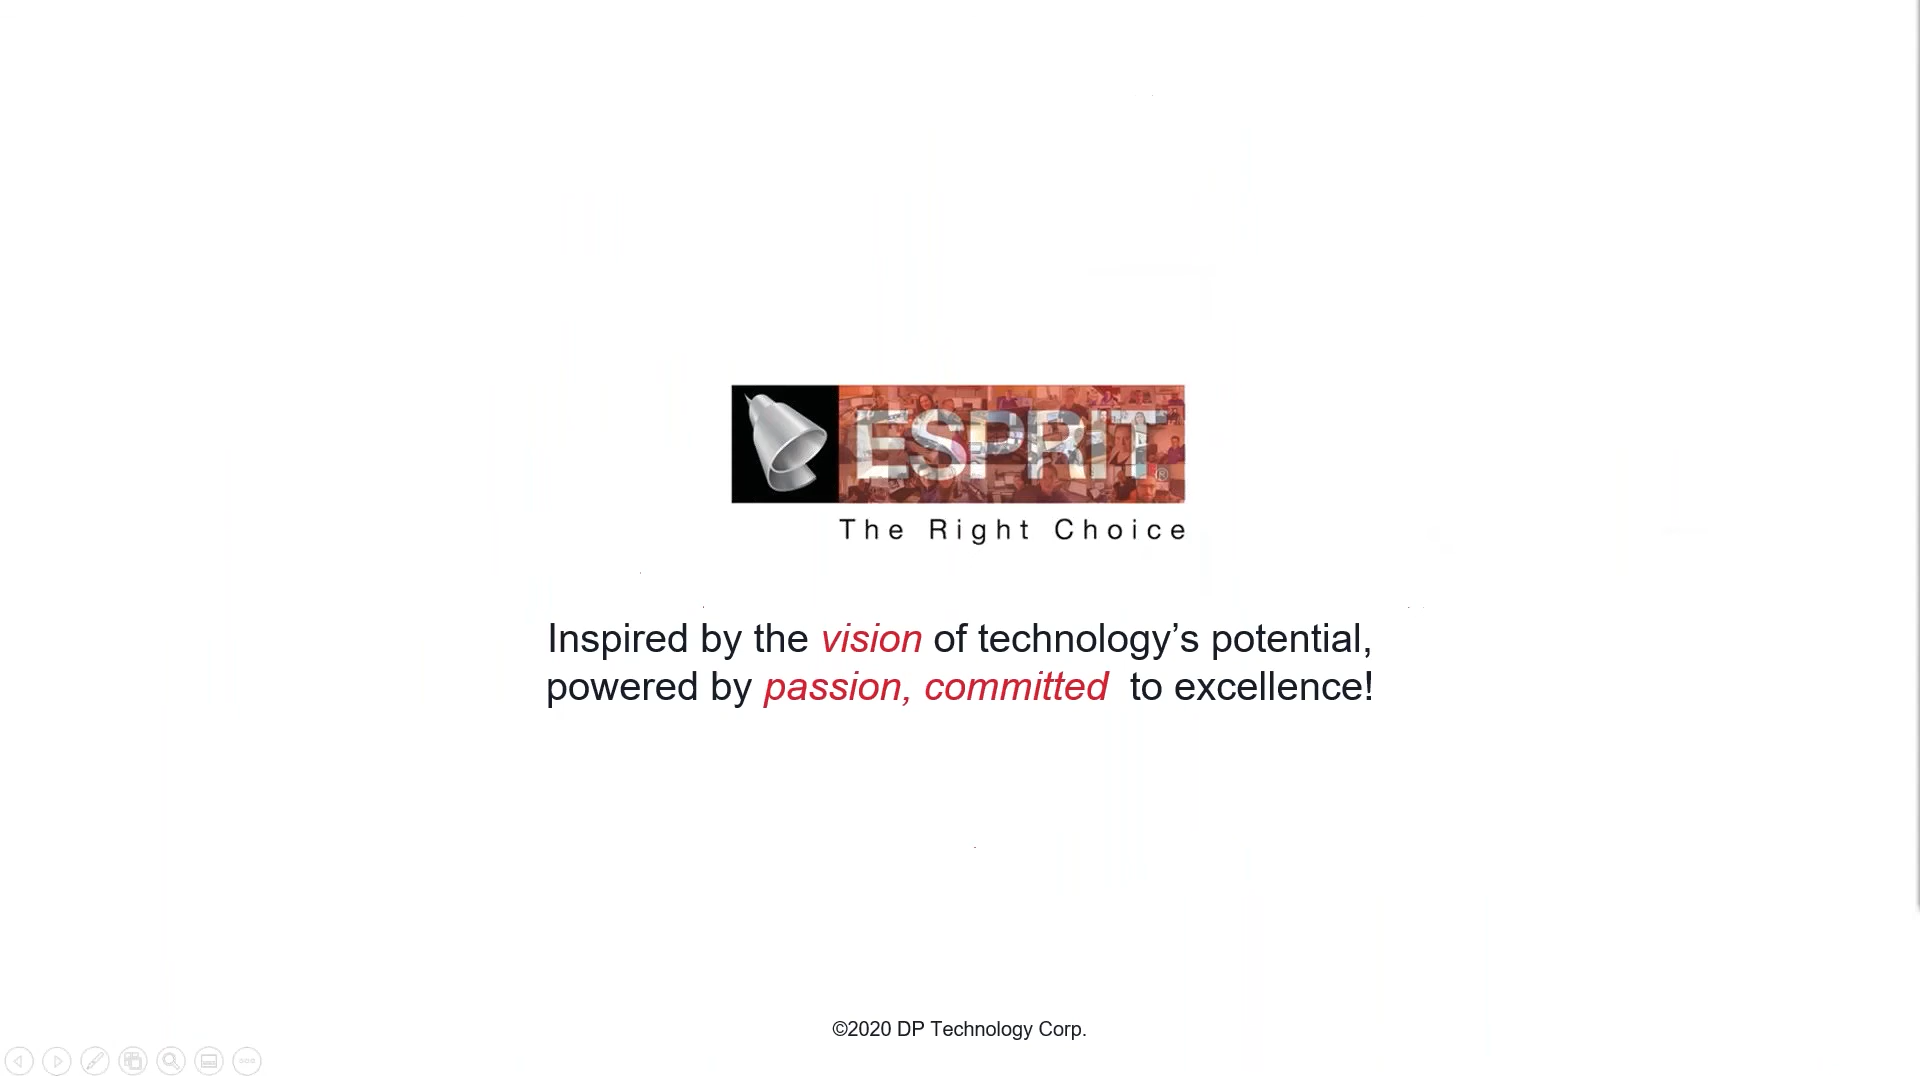 ESPRIT®
The Right Choice
Inspired by the vision of technology’s potential,
powered by passion, committed to excellence!
©2020 DP Technology Corp.